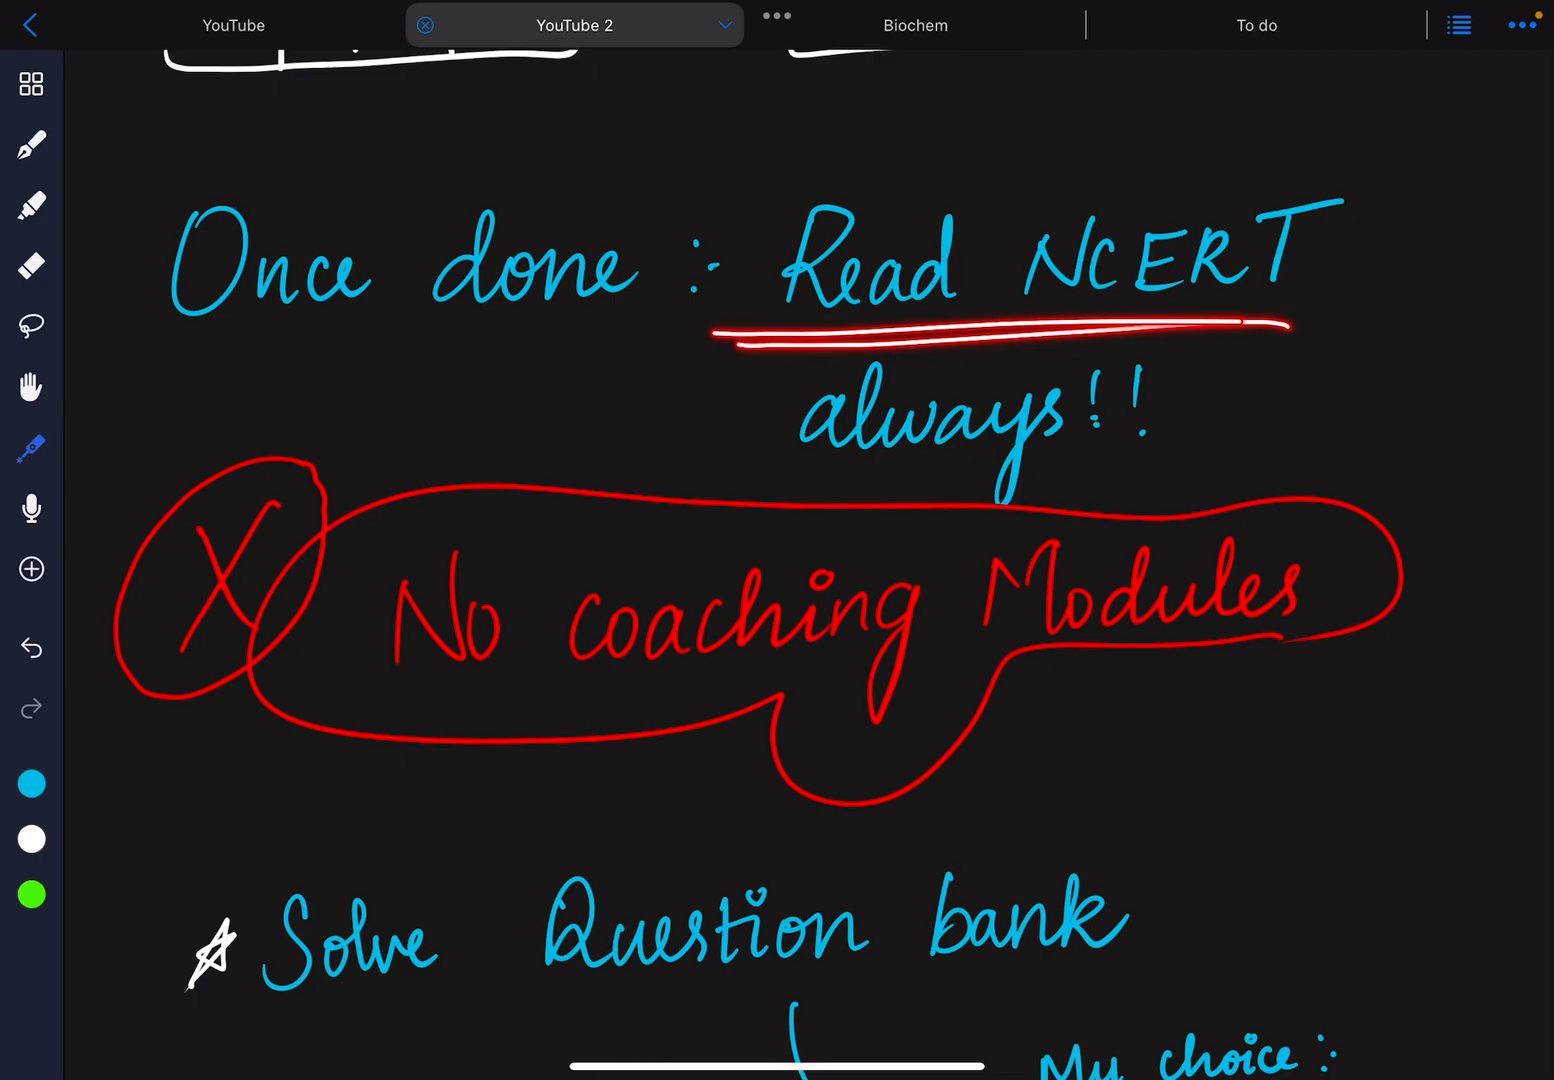 YouTube YouTube 2 Biochem To do
Once done : Read NCERT
always!!
X No coaching Modules
Solve Question bank
My choice :